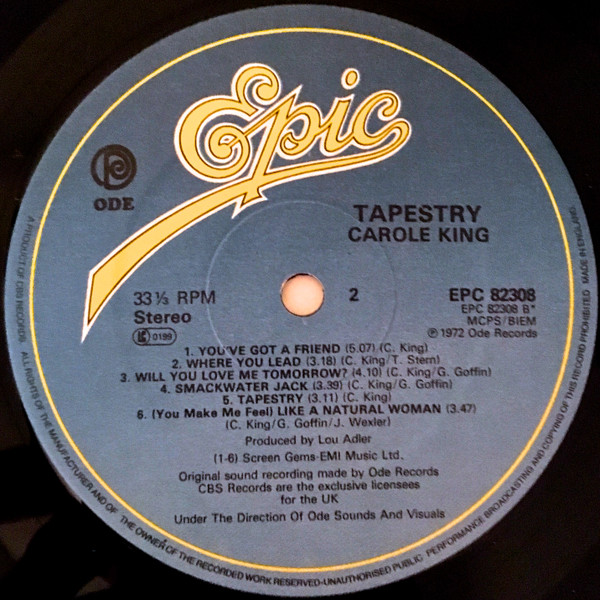 Epic
ODE
TAPESTRY
CAROLE KING
33⅓ RPM
Stereo
LC 0199
2
EPC 82308
EPC 82308 B*
MCPS/BIEM
℗ 1972 Ode Records
1. YOU'VE GOT A FRIEND (5.07) (C. King)
2. WHERE YOU LEAD (3.18) (C. King/T. Stern)
3. WILL YOU LOVE ME TOMORROW? (4.10) (C. King/G. Goffin)
4. SMACKWATER JACK (3.39) (C. King/G. Goffin)
5. TAPESTRY (3.11) (C. King)
6. (You Make Me Feel) LIKE A NATURAL WOMAN (3.47)
(C. King/G. Goffin/J. Wexler)
Produced by Lou Adler
(1-6) Screen Gems-EMI Music Ltd.
Original sound recording made by Ode Records
CBS Records are the exclusive licensees
for the UK
Under The Direction Of Ode Sounds And Visuals
A PRODUCT OF CBS RECORDS. ALL RIGHTS OF THE MANUFACTURER AND OF THE OWNER OF THE RECORDED WORK RESERVED-UNAUTHORISED PUBLIC PERFORMANCE BROADCASTING AND COPYING OF THIS RECORD PROHIBITED MADE IN ENGLAND.